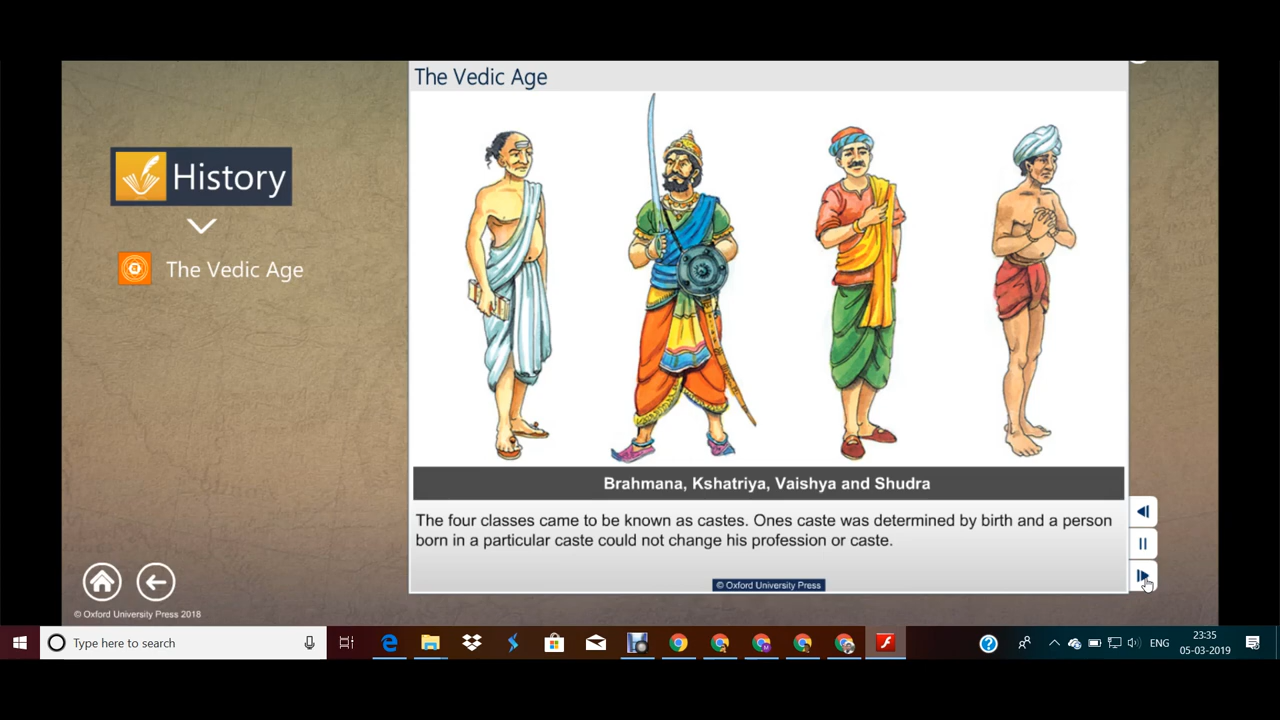 The Vedic Age
History
The Vedic Age
Brahmana, Kshatriya, Vaishya and Shudra
The four classes came to be known as castes. Ones caste was determined by birth and a person
born in a particular caste could not change his profession or caste.
© Oxford University Press
© Oxford University Press 2018
Type here to search
ENG
23:35
05-03-2019